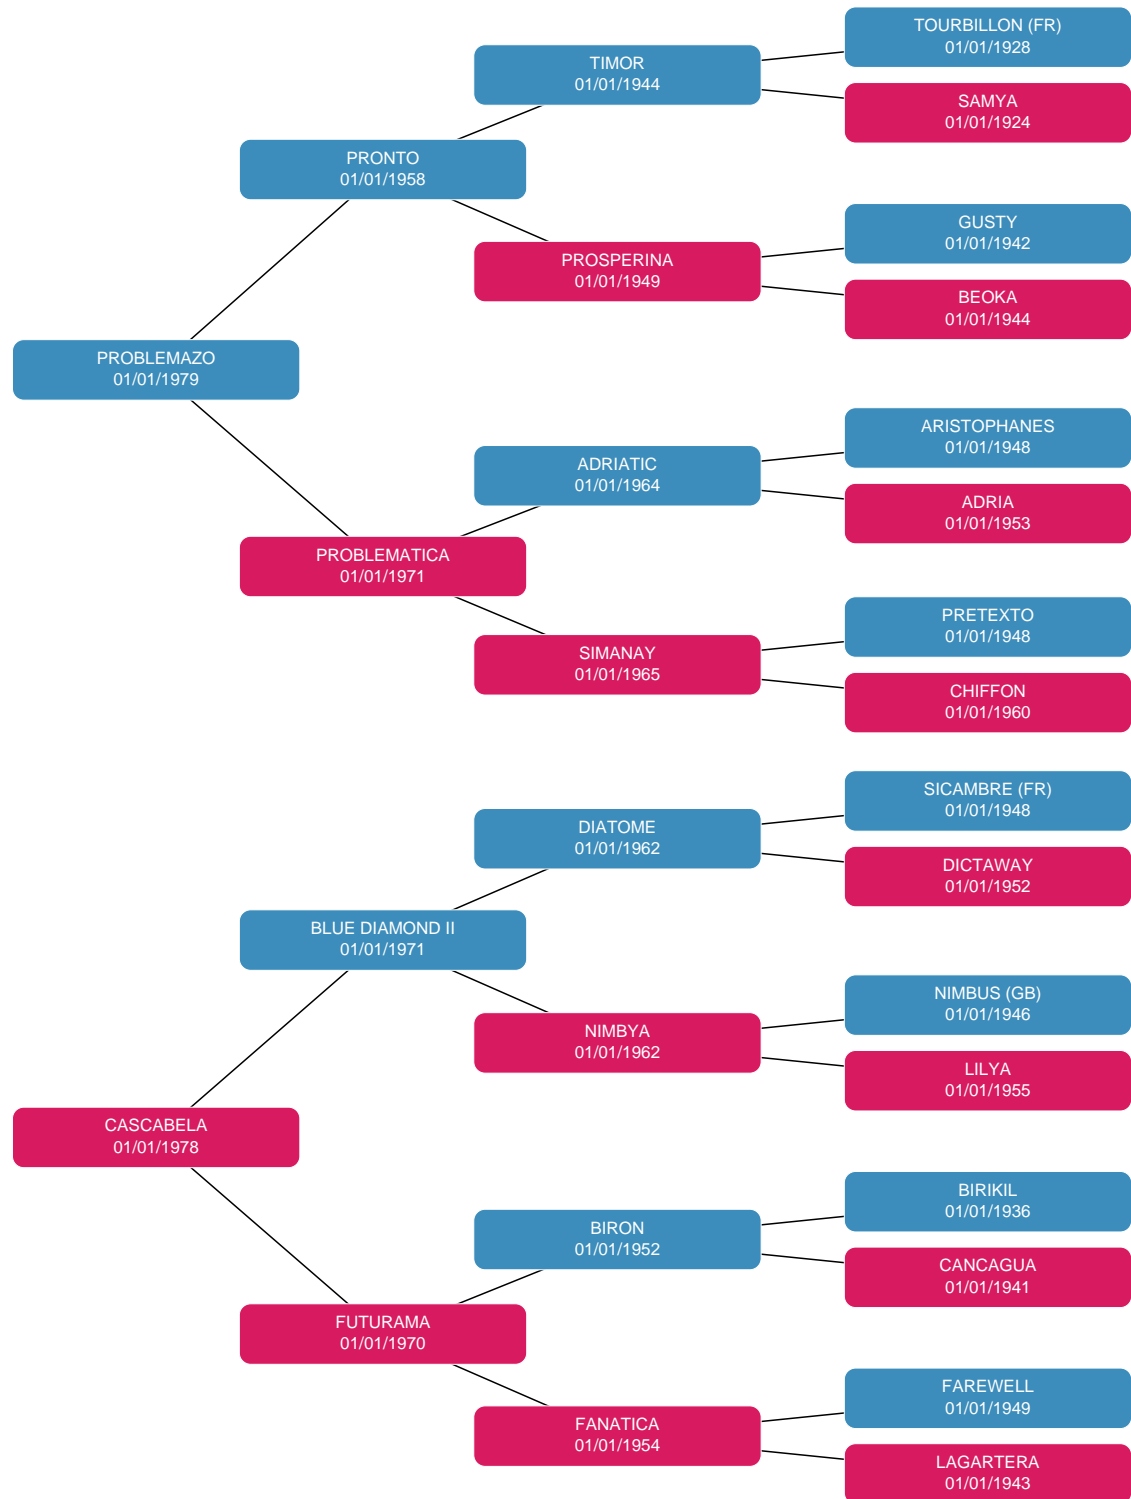 TOURBILLON (FR)
01/01/1928
TIMOR
01/01/1944
SAMYA
01/01/1924
PRONTO
01/01/1958
GUSTY
01/01/1942
PROSPERINA
01/01/1949
BEOKA
01/01/1944
PROBLEMAZO
01/01/1979
ARISTOPHANES
01/01/1948
ADRIATIC
01/01/1964
ADRIA
01/01/1953
PROBLEMATICA
01/01/1971
PRETEXTO
01/01/1948
SIMANAY
01/01/1965
CHIFFON
01/01/1960
SICAMBRE (FR)
01/01/1948
DIATOME
01/01/1962
DICTAWAY
01/01/1952
BLUE DIAMOND II
01/01/1971
NIMBUS (GB)
01/01/1946
NIMBYA
01/01/1962
LILYA
01/01/1955
CASCABELA
01/01/1978
BIRIKIL
01/01/1936
BIRON
01/01/1952
CANCAGUA
01/01/1941
FUTURAMA
01/01/1970
FAREWELL
01/01/1949
FANATICA
01/01/1954
LAGARTERA
01/01/1943